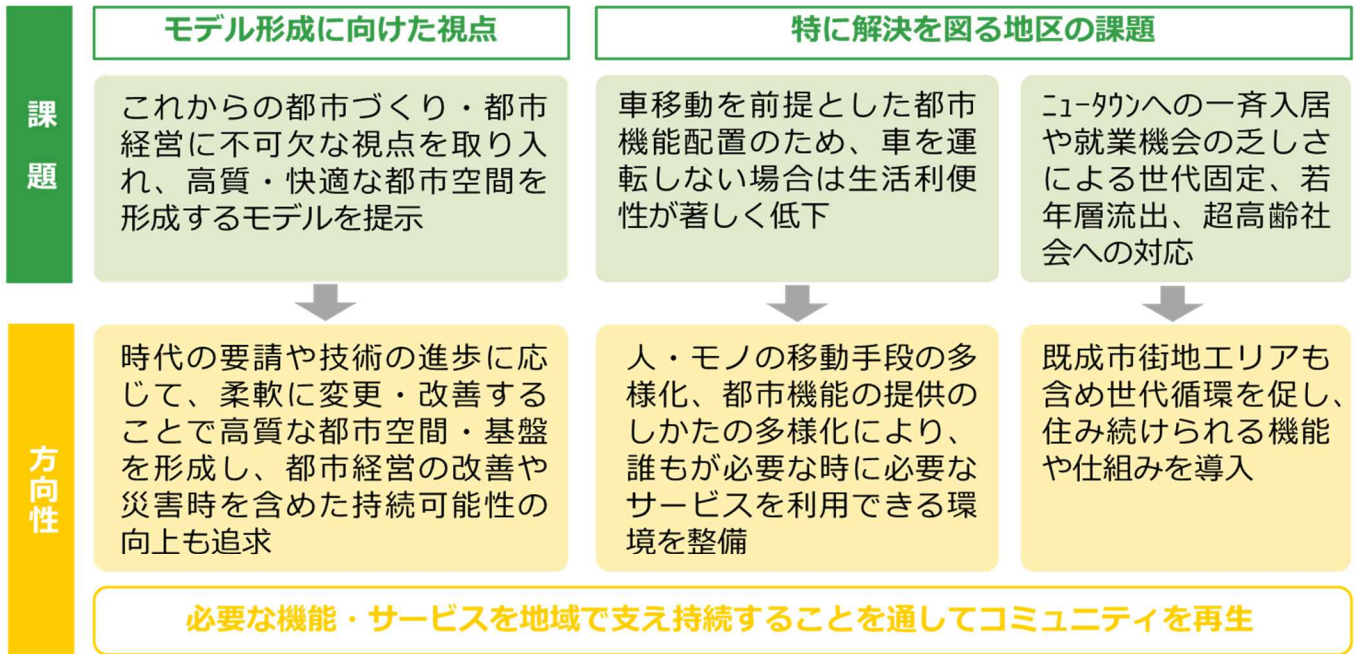 モデル形成に向けた視点
特に解決を図る地区の課題
課題
これからの都市づくり・都市
経営に不可欠な視点を取り入
れ、高質・快適な都市空間を
形成するモデルを提示
車移動を前提とした都市
機能配置のため、車を運
転しない場合は生活利便
性が著しく低下
ﾆｭｰﾀｳﾝへの一斉入居
や就業機会の乏しさ
による世代固定、若
年層流出、超高齢社
会への対応
方向性
時代の要請や技術の進歩に応
じて、柔軟に変更・改善する
ことで高質な都市空間・基盤
を形成し、都市経営の改善や
災害時を含めた持続可能性の
向上も追求
人・モノの移動手段の多
様化、都市機能の提供の
しかたの多様化により、
誰もが必要な時に必要な
サービスを利用できる環
境を整備
既成市街地エリアも
含め世代循環を促し、
住み続けられる機能
や仕組みを導入
必要な機能・サービスを地域で支え持続することを通してコミュニティを再生